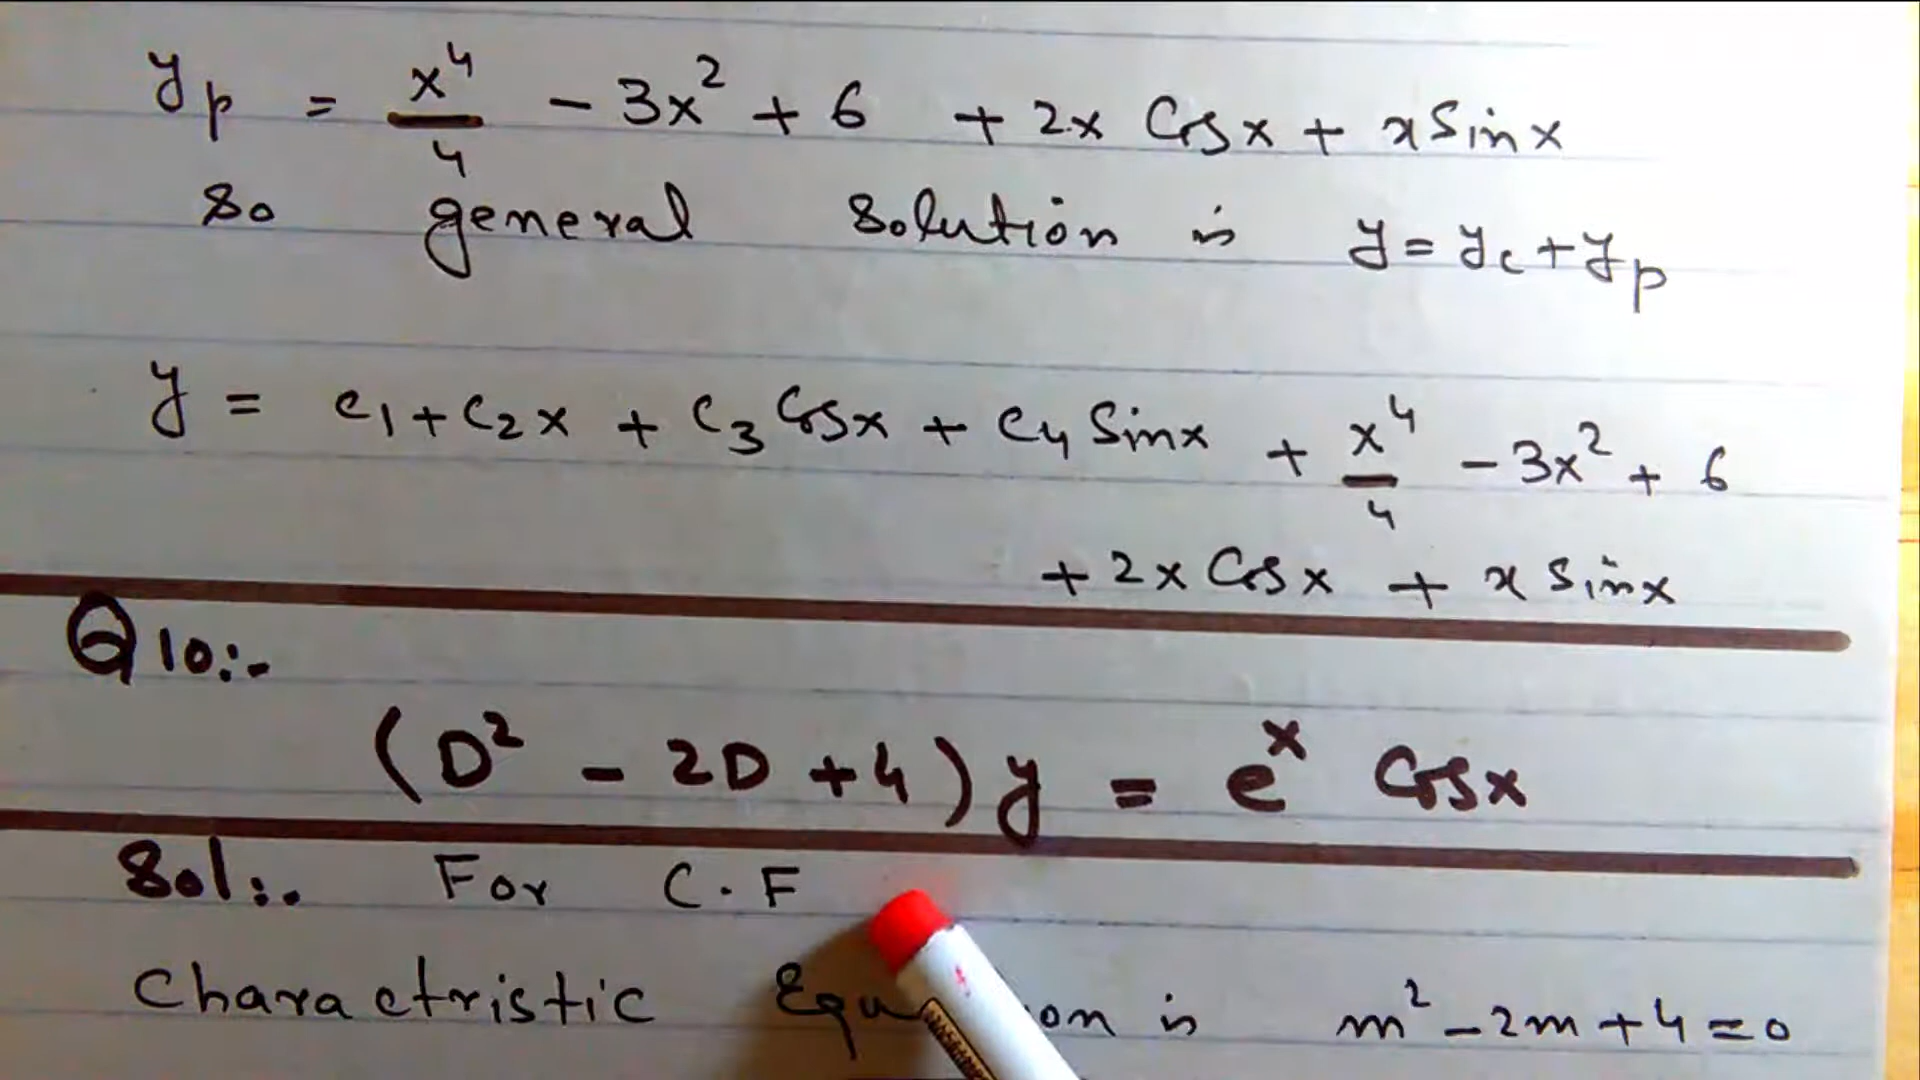 yp = x⁴/4 - 3x² + 6 + 2x Cosx + x Sinx
So general Solution is y = yc + yp
y = c1 + c2x + c3 Cosx + c4 Sinx + x⁴/4 - 3x² + 6
+ 2x Cosx + x Sinx
Q10:-
(D² - 2D + 4) y = eˣ Cosx
Sol:. For C.F
Charactristic Equ on is m² - 2m + 4 = 0